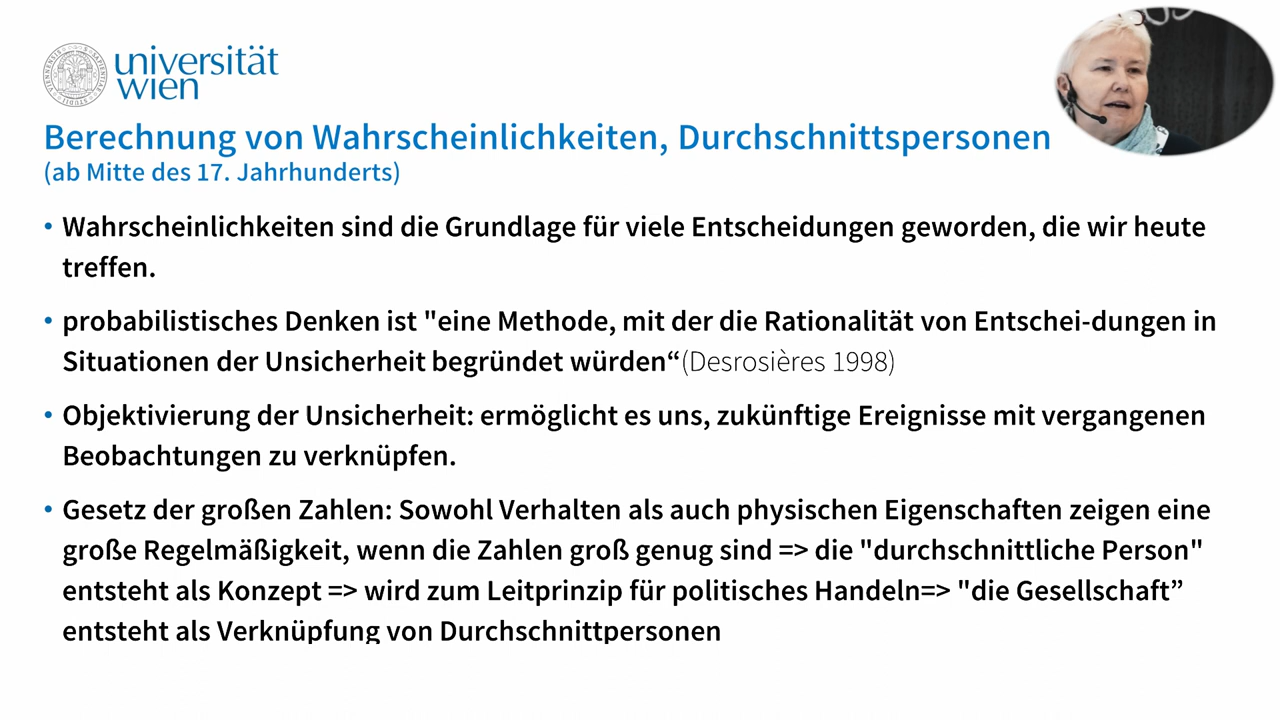 universität
wien
Berechnung von Wahrscheinlichkeiten, Durchschnittspersonen
(ab Mitte des 17. Jahrhunderts)
• Wahrscheinlichkeiten sind die Grundlage für viele Entscheidungen geworden, die wir heute
treffen.
• probabilistisches Denken ist "eine Methode, mit der die Rationalität von Entschei-dungen in
Situationen der Unsicherheit begründet würden“(Desrosières 1998)
• Objektivierung der Unsicherheit: ermöglicht es uns, zukünftige Ereignisse mit vergangenen
Beobachtungen zu verknüpfen.
• Gesetz der großen Zahlen: Sowohl Verhalten als auch physischen Eigenschaften zeigen eine
große Regelmäßigkeit, wenn die Zahlen groß genug sind => die "durchschnittliche Person"
entsteht als Konzept => wird zum Leitprinzip für politisches Handeln=> "die Gesellschaft”
entsteht als Verknüpfung von Durchschnittpersonen